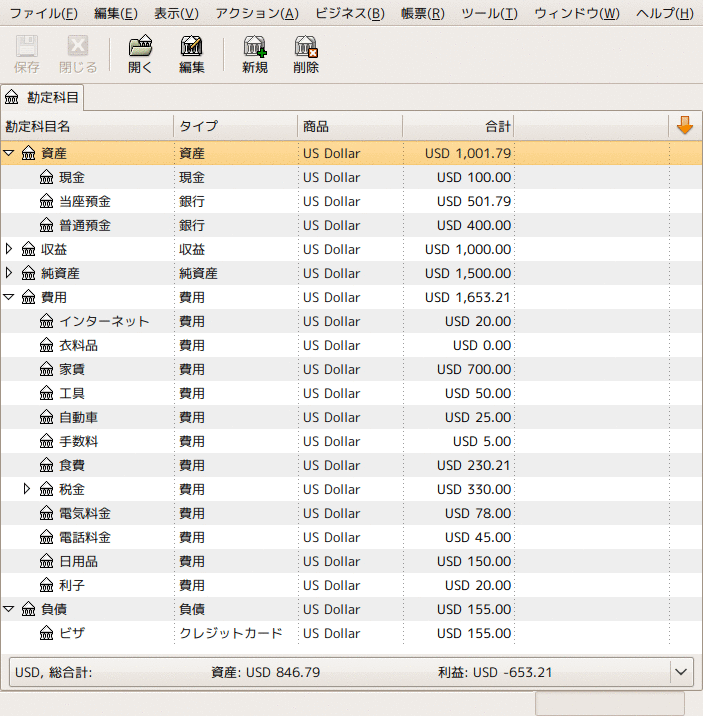 ファイル(F) 編集(E) 表示(V) アクション(A) ビジネス(B) 帳票(R) ツール(T) ウィンドウ(W) ヘルプ(H)
保存 閉じる 開く 編集 新規 削除
勘定科目
勘定科目名 タイプ 商品 合計
資産 資産 US Dollar USD 1,001.79
現金 現金 US Dollar USD 100.00
当座預金 銀行 US Dollar USD 501.79
普通預金 銀行 US Dollar USD 400.00
収益 収益 US Dollar USD 1,000.00
純資産 純資産 US Dollar USD 1,500.00
費用 費用 US Dollar USD 1,653.21
インターネット 費用 US Dollar USD 20.00
衣料品 費用 US Dollar USD 0.00
家賃 費用 US Dollar USD 700.00
工具 費用 US Dollar USD 50.00
自動車 費用 US Dollar USD 25.00
手数料 費用 US Dollar USD 5.00
食費 費用 US Dollar USD 230.21
税金 費用 US Dollar USD 330.00
電気料金 費用 US Dollar USD 78.00
電話料金 費用 US Dollar USD 45.00
日用品 費用 US Dollar USD 150.00
利子 費用 US Dollar USD 20.00
負債 負債 US Dollar USD 155.00
ビザ クレジットカード US Dollar USD 155.00
USD, 総合計: 資産: USD 846.79 利益: USD -653.21